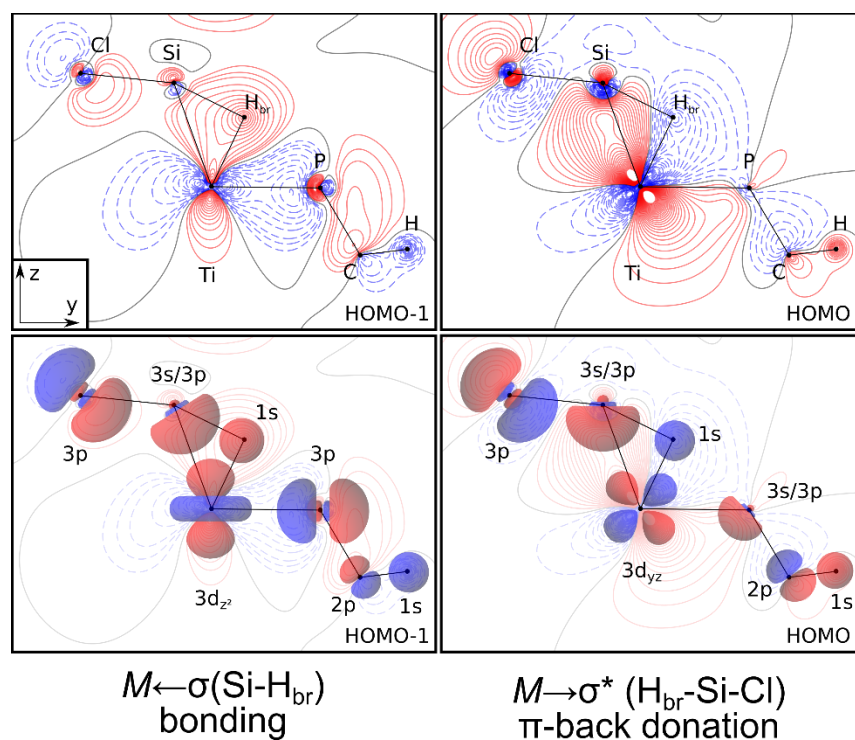 Cl
Si
H_br
P
H
C
Ti
z
y
HOMO-1
Cl
Si
H_br
P
H
C
Ti
HOMO
3s/3p
1s
3p
3p
3d_z²
2p
1s
HOMO-1
3s/3p
3p
1s
3s/3p
3d_yz
2p
1s
HOMO
M←σ(Si-H_br)
bonding
M→σ* (H_br-Si-Cl)
π-back donation